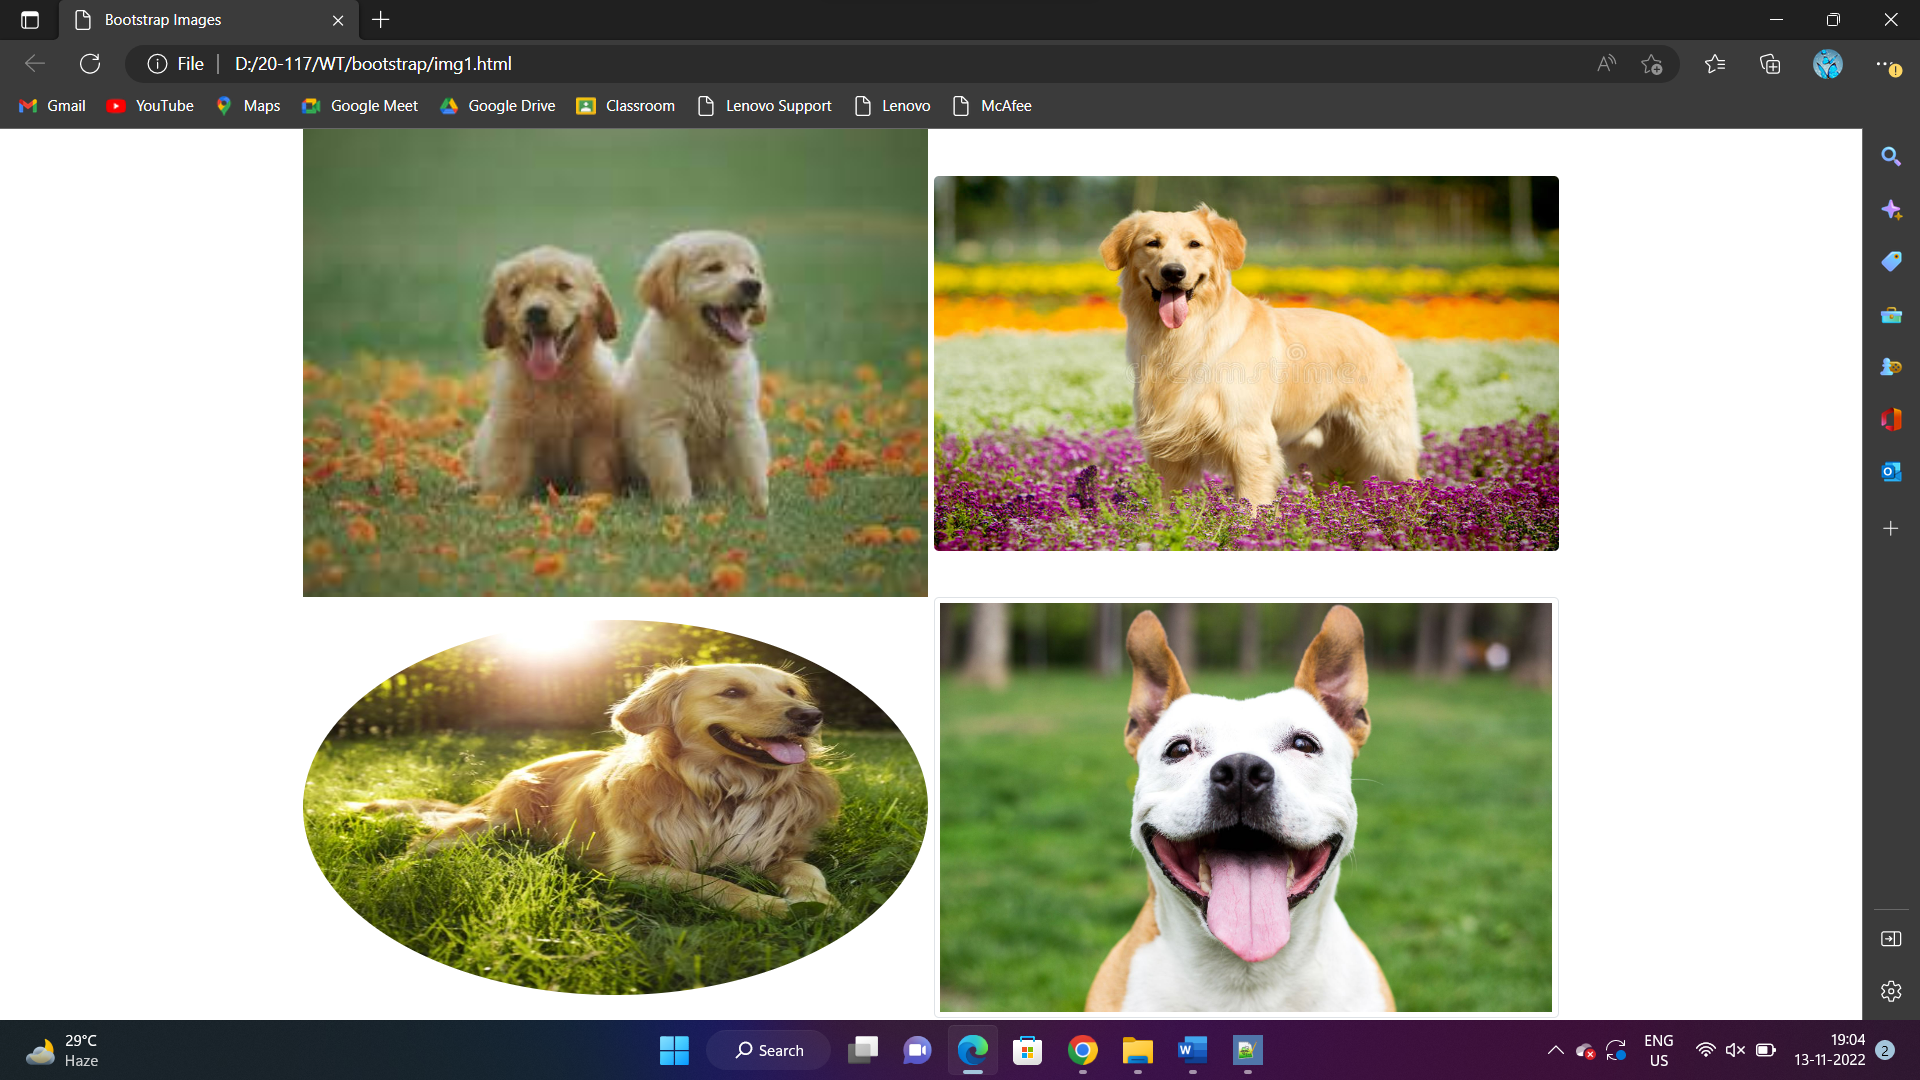 Bootstrap Images
File
D:/20-117/WT/bootstrap/img1.html
Gmail YouTube Maps Google Meet Google Drive Classroom Lenovo Support Lenovo McAfee
dreamstime
29°C
Haze
Search
ENG
US
19:04
13-11-2022
2